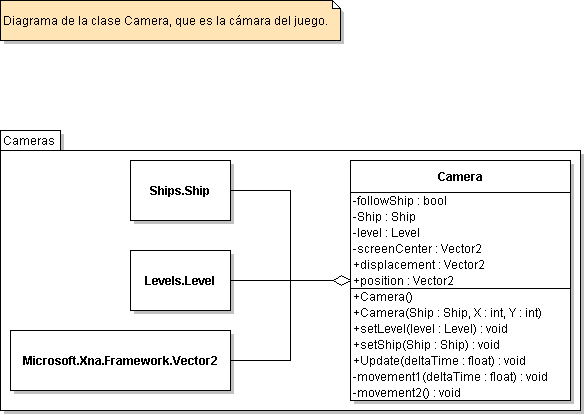 Diagrama de la clase Camera, que es la cámara del juego.
Cameras
Ships.Ship
Levels.Level
Microsoft.Xna.Framework.Vector2
Camera
-followShip : bool
-Ship : Ship
-level : Level
-screenCenter : Vector2
+displacement : Vector2
+position : Vector2
+Camera()
+Camera(Ship : Ship, X : int, Y : int)
+setLevel(level : Level) : void
+setShip(Ship : Ship) : void
+Update(deltaTime : float) : void
-movement1(deltaTime : float) : void
-movement2() : void